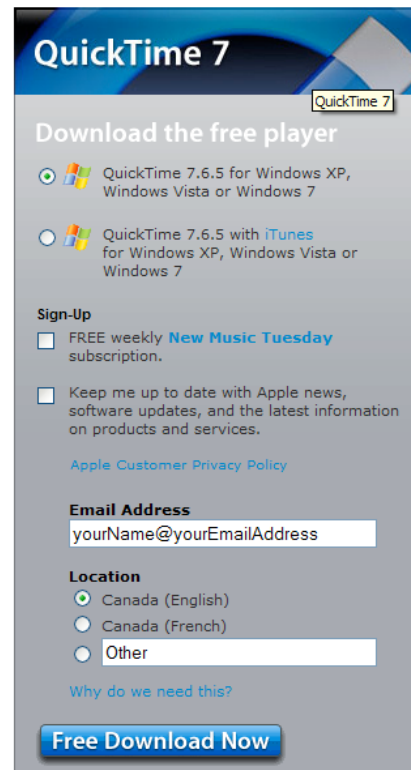 QuickTime 7
QuickTime 7
Download the free player
QuickTime 7.6.5 for Windows XP,
Windows Vista or Windows 7
QuickTime 7.6.5 with iTunes
for Windows XP, Windows Vista or
Windows 7
Sign-Up
FREE weekly New Music Tuesday
subscription.
Keep me up to date with Apple news,
software updates, and the latest information
on products and services.
Apple Customer Privacy Policy
Email Address
yourName@yourEmailAddress
Location
Canada (English)
Canada (French)
Other
Why do we need this?
Free Download Now